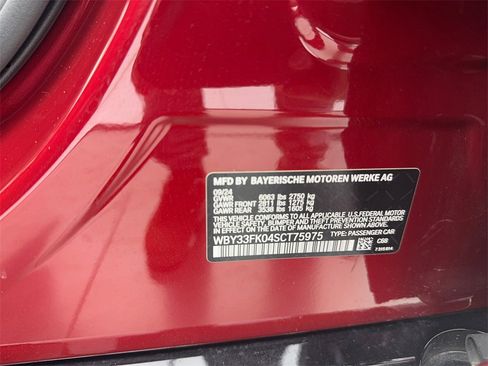 MFD BY BAYERISCHE MOTOREN WERKE AG
09/24
GVWR 6063 lbs 2750 kg
GAWR FRONT 2811 lbs 1275 kg
GAWR REAR 3538 lbs 1605 kg
THIS VEHICLE CONFORMS TO ALL APPLICABLE U.S. FEDERAL MOTOR
VEHICLE SAFETY, BUMPER, AND THEFT
PREVENTION STANDARDS IN EFFECT ON THE DATE OF MANUFACTURE SHOWN ABOVE.
WBY33FK04SCT75975
TYPE: PASSENGER CAR
C6B